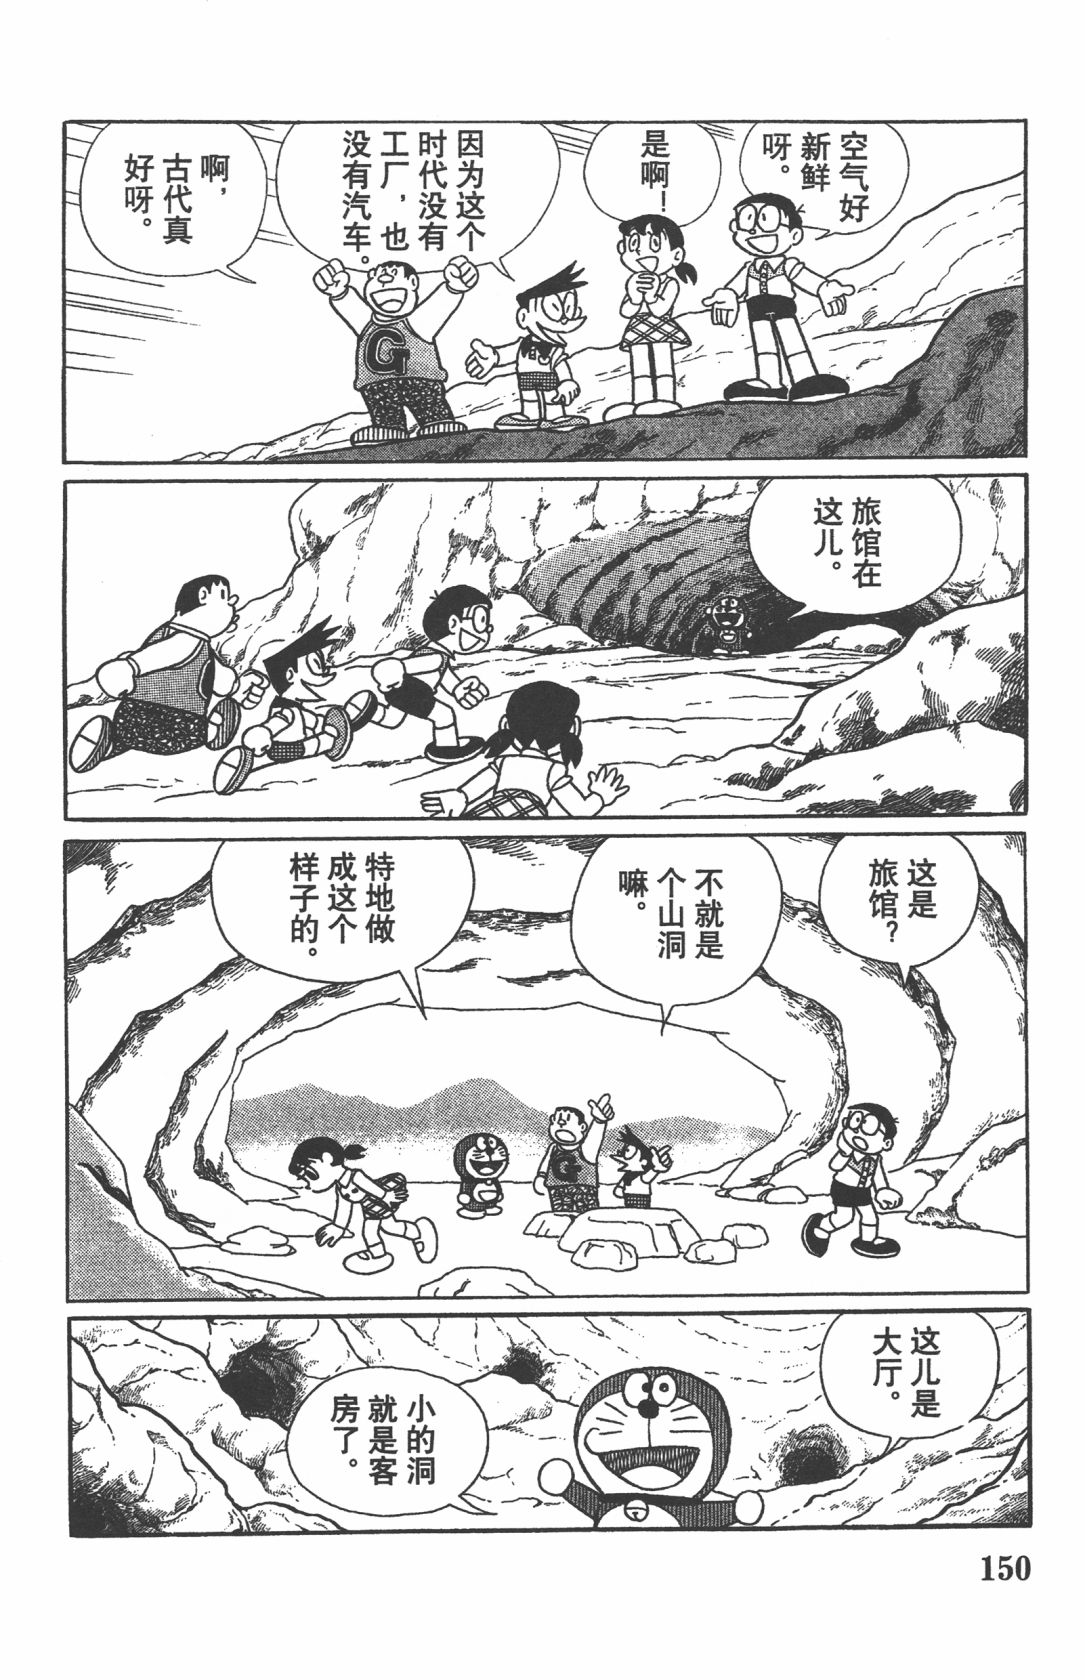 空气好
新鲜
呀。
是啊！
因为这个
时代没有
工厂，也
没有汽车。
啊，
古代真
好呀。
G
旅馆在
这儿。
这是
旅馆？
不就是
个山洞
嘛。
特地做
成这个
样子的。
G
这儿是
大厅。
小的洞
就是客
房了。
150